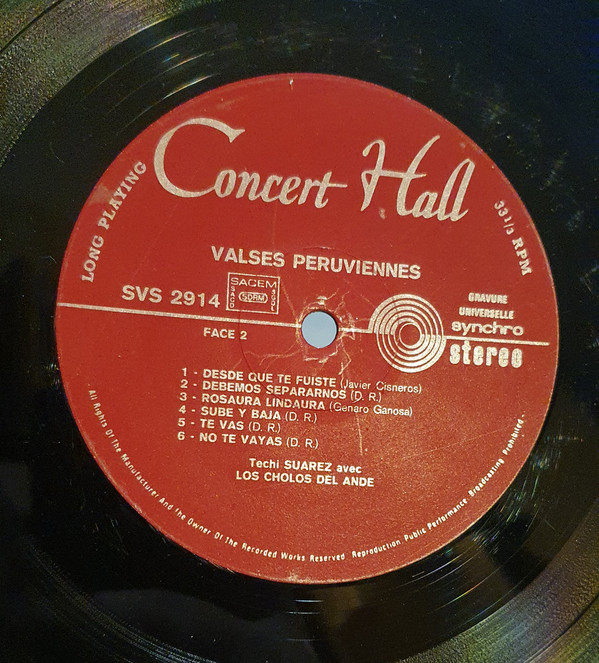 Concert Hall
LONG PLAYING
33 1/3 RPM
VALSES PERUVIENNES
SVS 2914
SACEM
SACD
SDRM
SGDL
GRAVURE
UNIVERSELLE
synchro
stereo
FACE 2
1 - DESDE QUE TE FUISTE (Javier Cisneros)
2 - DEBEMOS SEPARARNOS (D. R.)
3 - ROSAURA LINDAURA (Genaro Ganosa)
4 - SUBE Y BAJA (D. R.)
5 - TE VAS (D. R.)
6 - NO TE VAYAS (D. R.)
Techi SUAREZ avec
LOS CHOLOS DEL ANDE
All Rights Of The Manufacturer And The Owner Of The Recorded Works Reserved. Reproduction, Public Performance, Broadcasting Prohibited.